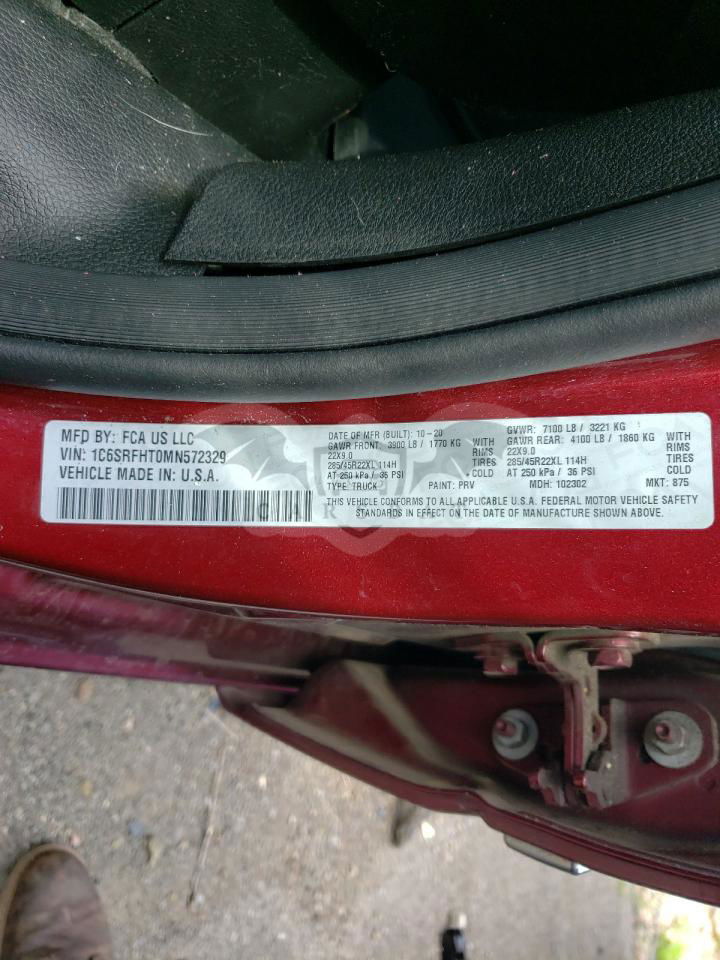 MFD BY: FCA US LLC
VIN: 1C6SRFHT0MN572329
VEHICLE MADE IN U.S.A.
DATE OF MFR (BUILT): 10-20 GVWR: 7100 LB / 3221 KG
GAWR FRONT: 3900 LB / 1770 KG WITH GAWR REAR: 4100 LB / 1860 KG WITH
22X9.0 RIMS 22X9.0 RIMS
285/45R22XL 114H TIRES 285/45R22XL 114H TIRES
AT 250 kPa / 36 PSI • COLD AT 250 kPa / 36 PSI COLD
TYPE: TRUCK PAINT: PRV MDH: 102302 MKT: 875
THIS VEHICLE CONFORMS TO ALL APPLICABLE U.S.A. FEDERAL MOTOR VEHICLE SAFETY
STANDARDS IN EFFECT ON THE DATE OF MANUFACTURE SHOWN ABOVE.